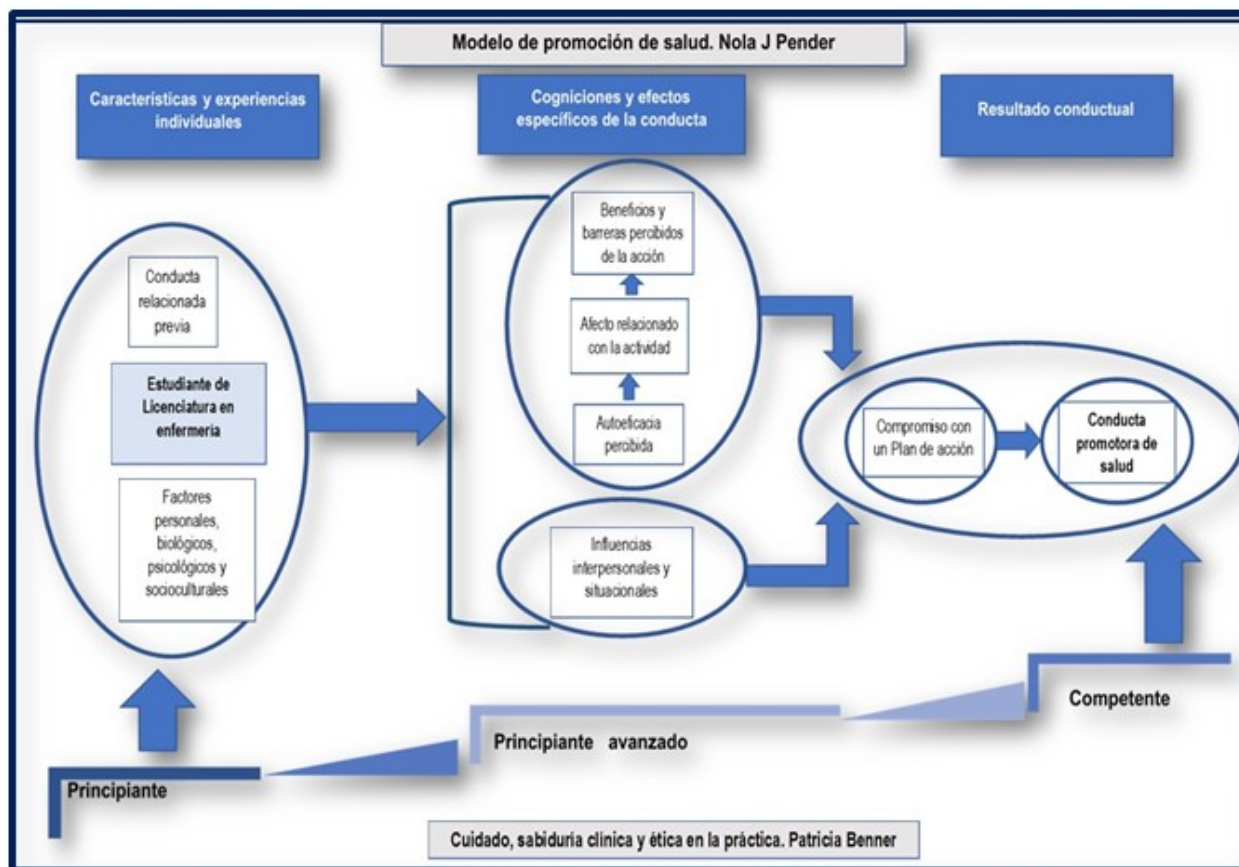 Modelo de promoción de salud. Nola J Pender
Características y experiencias
individuales
Cogniciones y efectos
específicos de la conducta
Resultado conductual
Conducta
relacionada
previa
Estudiante de
Licenciatura en
enfermería
Factores
personales,
biológicos,
psicológicos y
socioculturales
Beneficios y
barreras percibidos
de la acción
Afecto relacionado
con la actividad
Autoeficacia
percibida
Influencias
interpersonales y
situacionales
Compromiso con
un Plan de acción
Conducta
promotora de
salud
Principiante
Principiante avanzado
Competente
Cuidado, sabiduría clínica y ética en la práctica. Patricia Benner